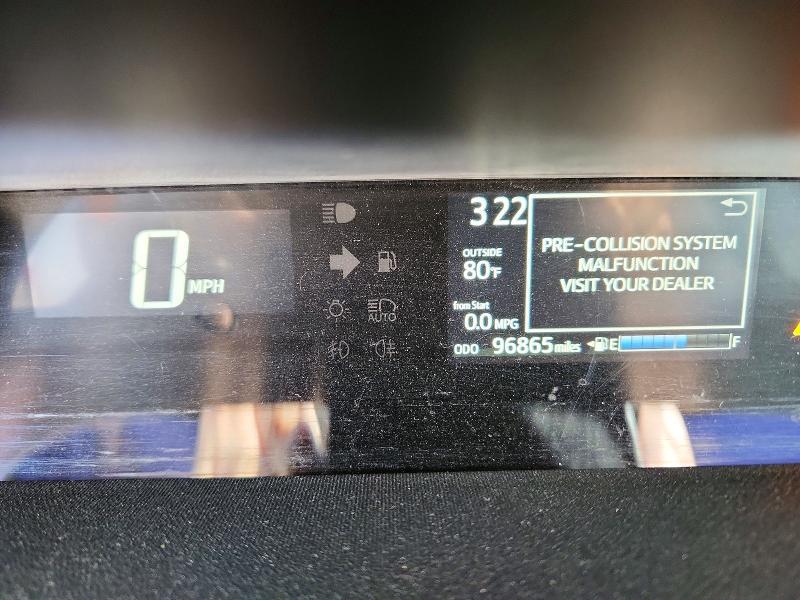 0 MPH
AUTO
3 22
OUTSIDE
80°F
from Start
0.0 MPG
ODO 96865 miles
E F
PRE-COLLISION SYSTEM
MALFUNCTION
VISIT YOUR DEALER